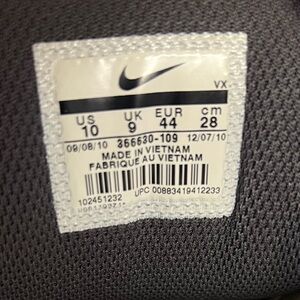 VX
US UK EUR cm
10 9 44 28
09/08/10 366630-109 12/07/10
MADE IN VIETNAM
FABRIQUE AU VIETNAM
102451232 UPC 00883419412233